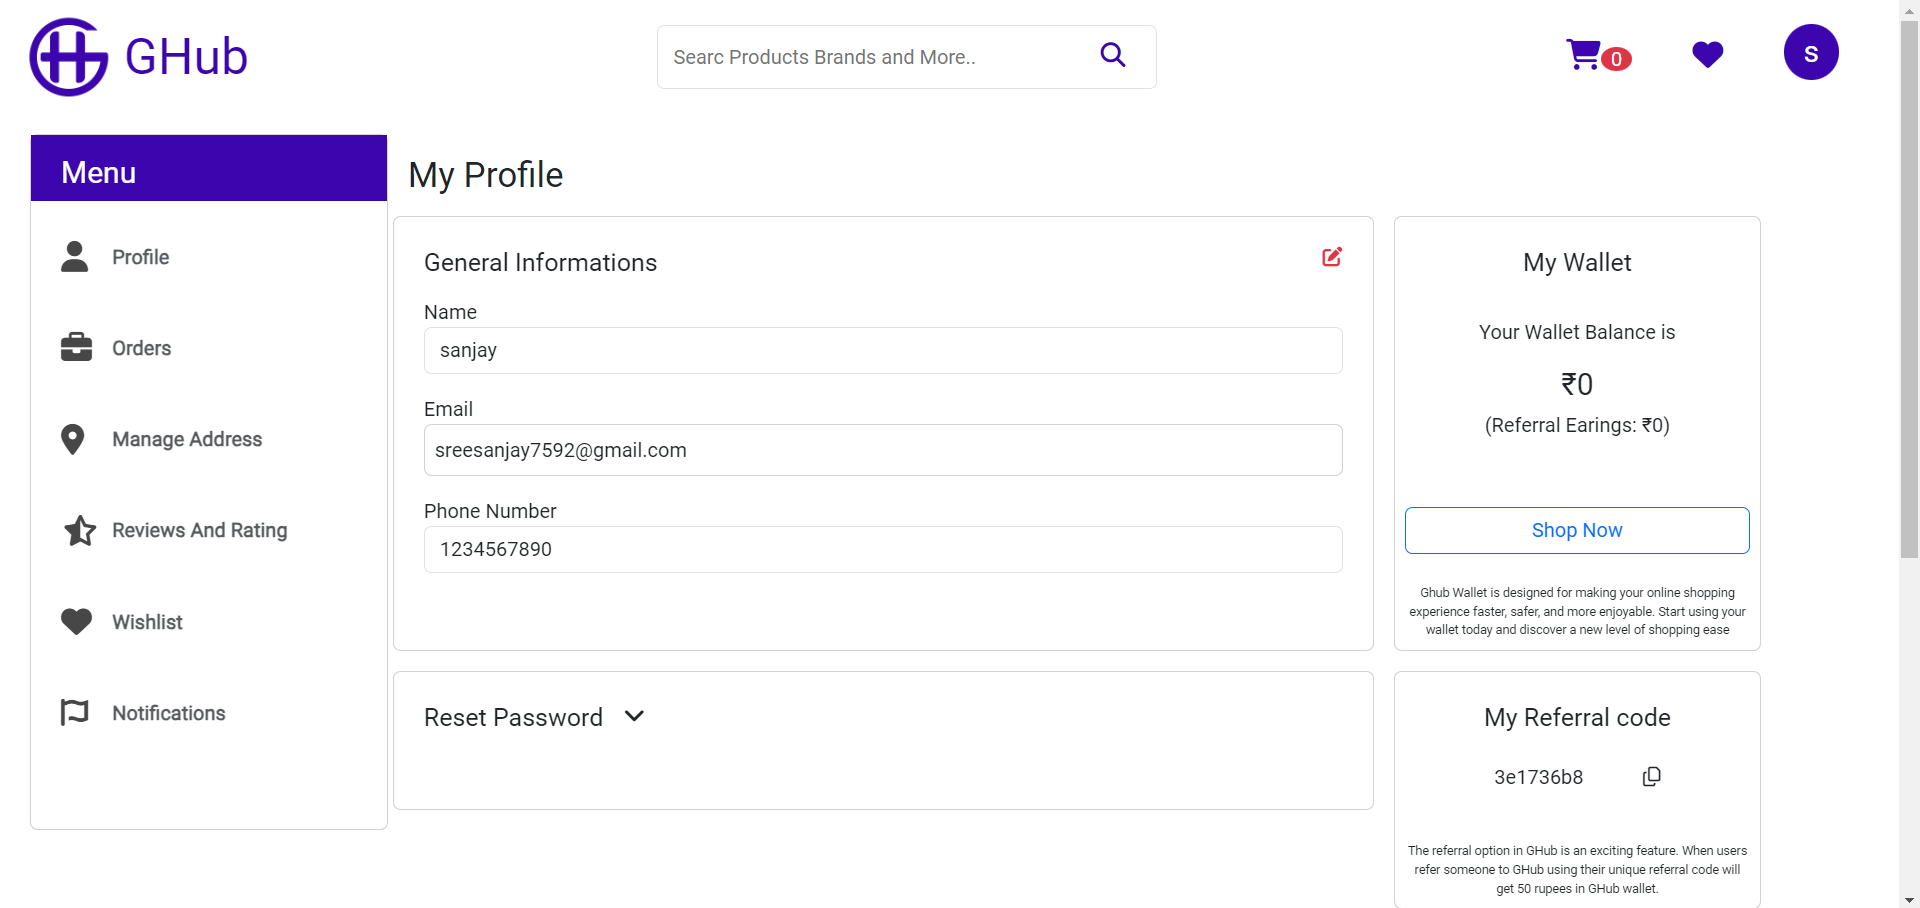 GHub
Searc Products Brands and More..
0
S
Menu
Profile
Orders
Manage Address
Reviews And Rating
Wishlist
Notifications
My Profile
General Informations
Name
sanjay
Email
sreesanjay7592@gmail.com
Phone Number
1234567890
Reset Password
My Wallet
Your Wallet Balance is
₹0
(Referral Earings: ₹0)
Shop Now
Ghub Wallet is designed for making your online shopping
experience faster, safer, and more enjoyable. Start using your
wallet today and discover a new level of shopping ease
My Referral code
3e1736b8
The referral option in GHub is an exciting feature. When users
refer someone to GHub using their unique referral code will
get 50 rupees in GHub wallet.